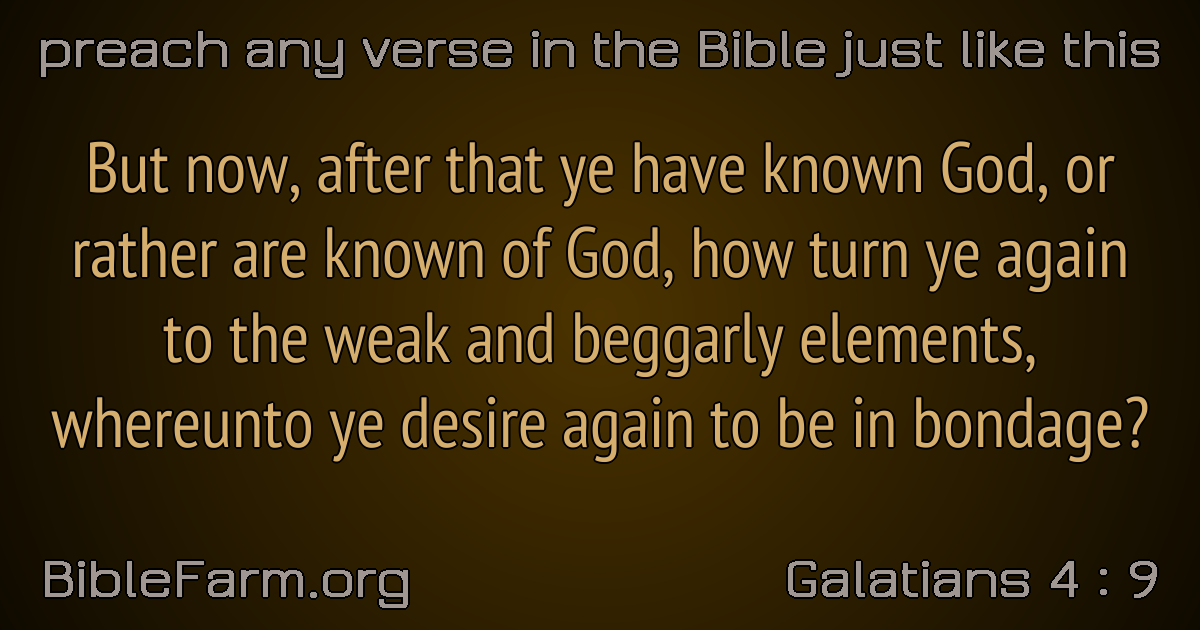 preach any verse in the Bible just like this
But now, after that ye have known God, or
rather are known of God, how turn ye again
to the weak and beggarly elements,
whereunto ye desire again to be in bondage?
BibleFarm.org
Galatians 4 : 9